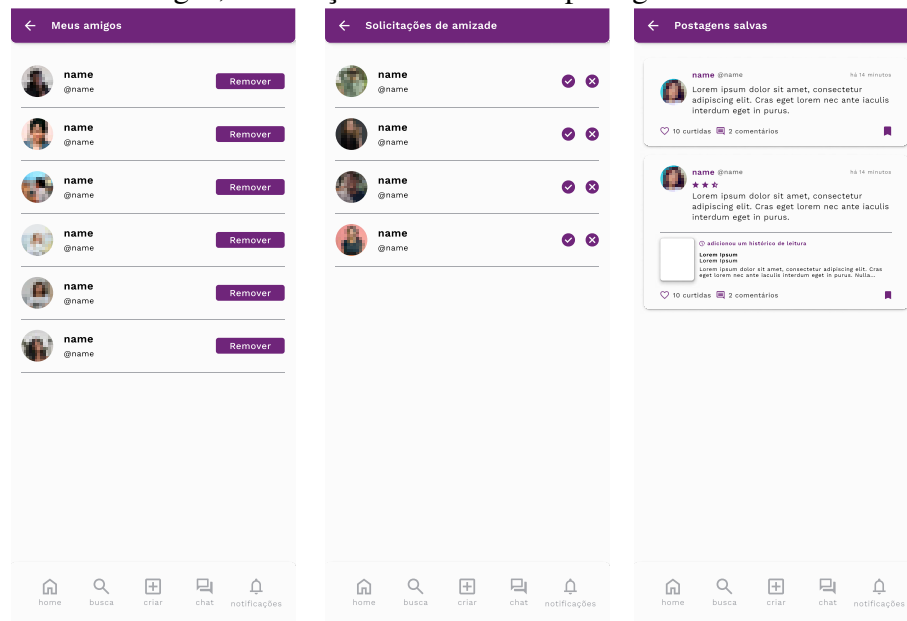 Meus amigos
name
@name
Remover
name
@name
Remover
name
@name
Remover
name
@name
Remover
name
@name
Remover
name
@name
Remover
home busca criar chat notificações
Solicitações de amizade
name
@name
name
@name
name
@name
name
@name
home busca criar chat notificações
Postagens salvas
name @name há 14 minutos
Lorem ipsum dolor sit amet, consectetur
adipiscing elit. Cras eget lorem nec ante iaculis
interdum eget in purus.
10 curtidas 2 comentários
name @name há 14 minutos
Lorem ipsum dolor sit amet, consectetur
adipiscing elit. Cras eget lorem nec ante iaculis
interdum eget in purus.
adicionou um histórico de leitura
Lorem Ipsum
Lorem Ipsum
Lorem ipsum dolor sit amet, consectetur adipiscing elit. Cras
eget lorem nec ante iaculis interdum eget in purus. Nulla...
10 curtidas 2 comentários
home busca criar chat notificações